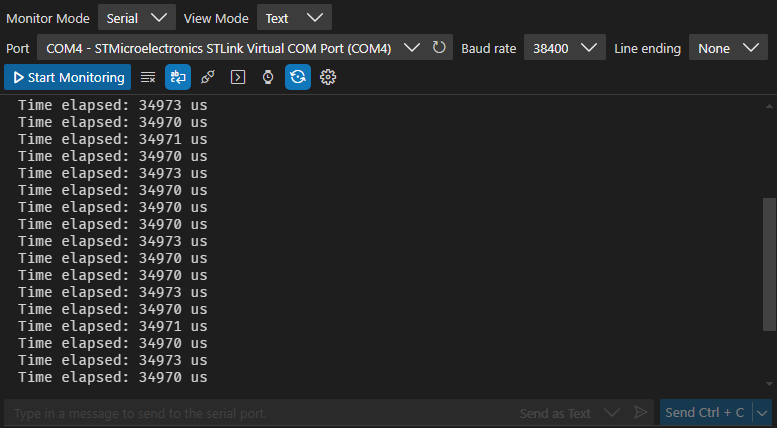 Monitor Mode Serial View Mode Text
Port COM4 - STMicroelectronics STLink Virtual COM Port (COM4) Baud rate 38400 Line ending None
Start Monitoring
Time elapsed: 34973 us
Time elapsed: 34970 us
Time elapsed: 34971 us
Time elapsed: 34970 us
Time elapsed: 34973 us
Time elapsed: 34970 us
Time elapsed: 34970 us
Time elapsed: 34970 us
Time elapsed: 34973 us
Time elapsed: 34970 us
Time elapsed: 34970 us
Time elapsed: 34973 us
Time elapsed: 34970 us
Time elapsed: 34971 us
Time elapsed: 34970 us
Time elapsed: 34973 us
Time elapsed: 34970 us
Type in a message to send to the serial port. Send as Text Send Ctrl + C